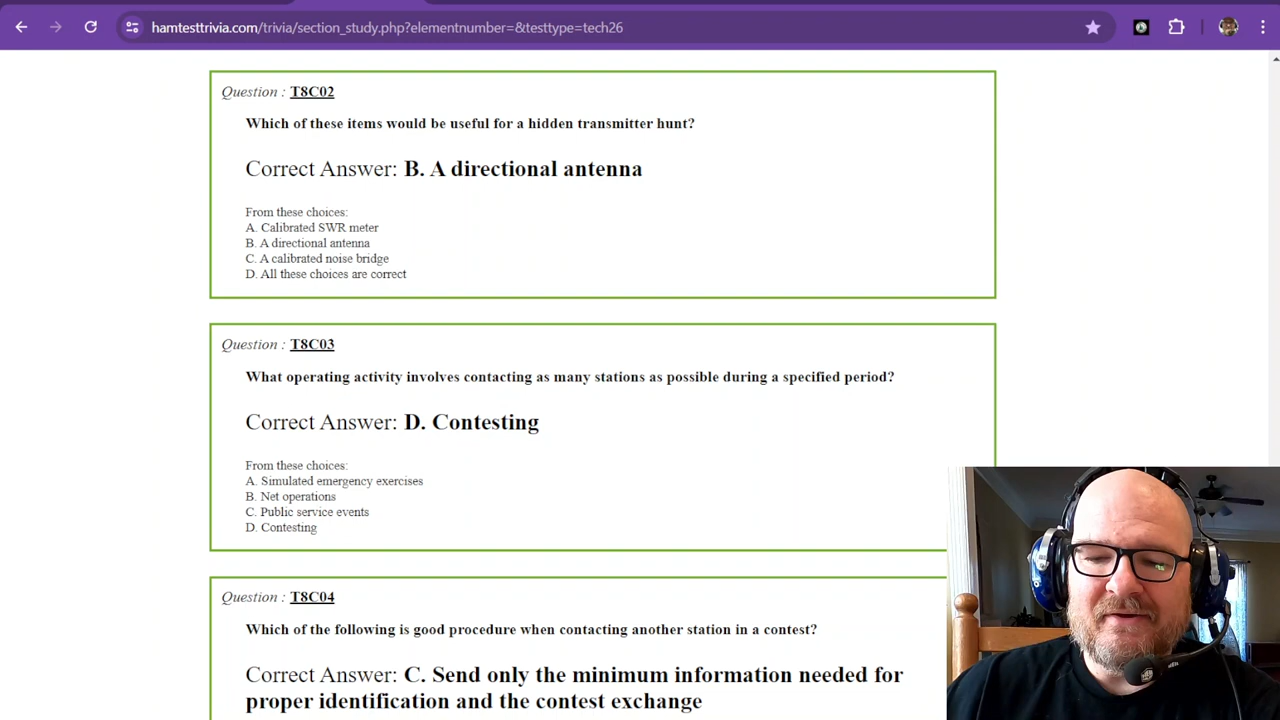 hamtesttrivia.com/trivia/section_study.php?elementnumber=&testtype=tech26
Question : T8C02
Which of these items would be useful for a hidden transmitter hunt?
Correct Answer: B. A directional antenna
From these choices:
A. Calibrated SWR meter
B. A directional antenna
C. A calibrated noise bridge
D. All these choices are correct
Question : T8C03
What operating activity involves contacting as many stations as possible during a specified period?
Correct Answer: D. Contesting
From these choices:
A. Simulated emergency exercises
B. Net operations
C. Public service events
D. Contesting
Question : T8C04
Which of the following is good procedure when contacting another station in a contest?
Correct Answer: C. Send only the minimum information needed for
proper identification and the contest exchange